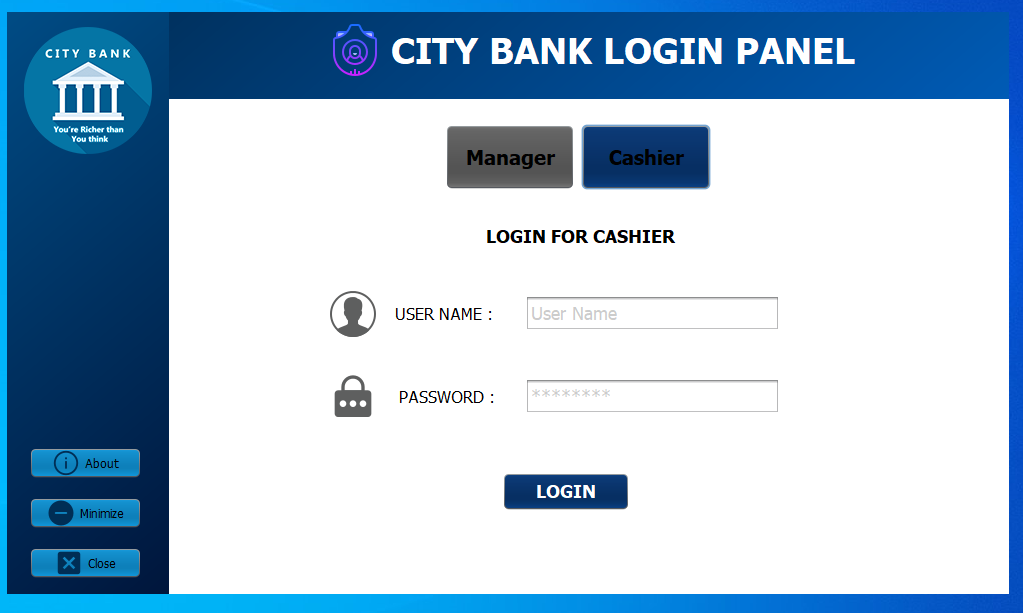 CITY BANK
You're Richer than
You think
CITY BANK LOGIN PANEL
Manager
Cashier
LOGIN FOR CASHIER
USER NAME :
User Name
PASSWORD :
********
LOGIN
About
Minimize
Close